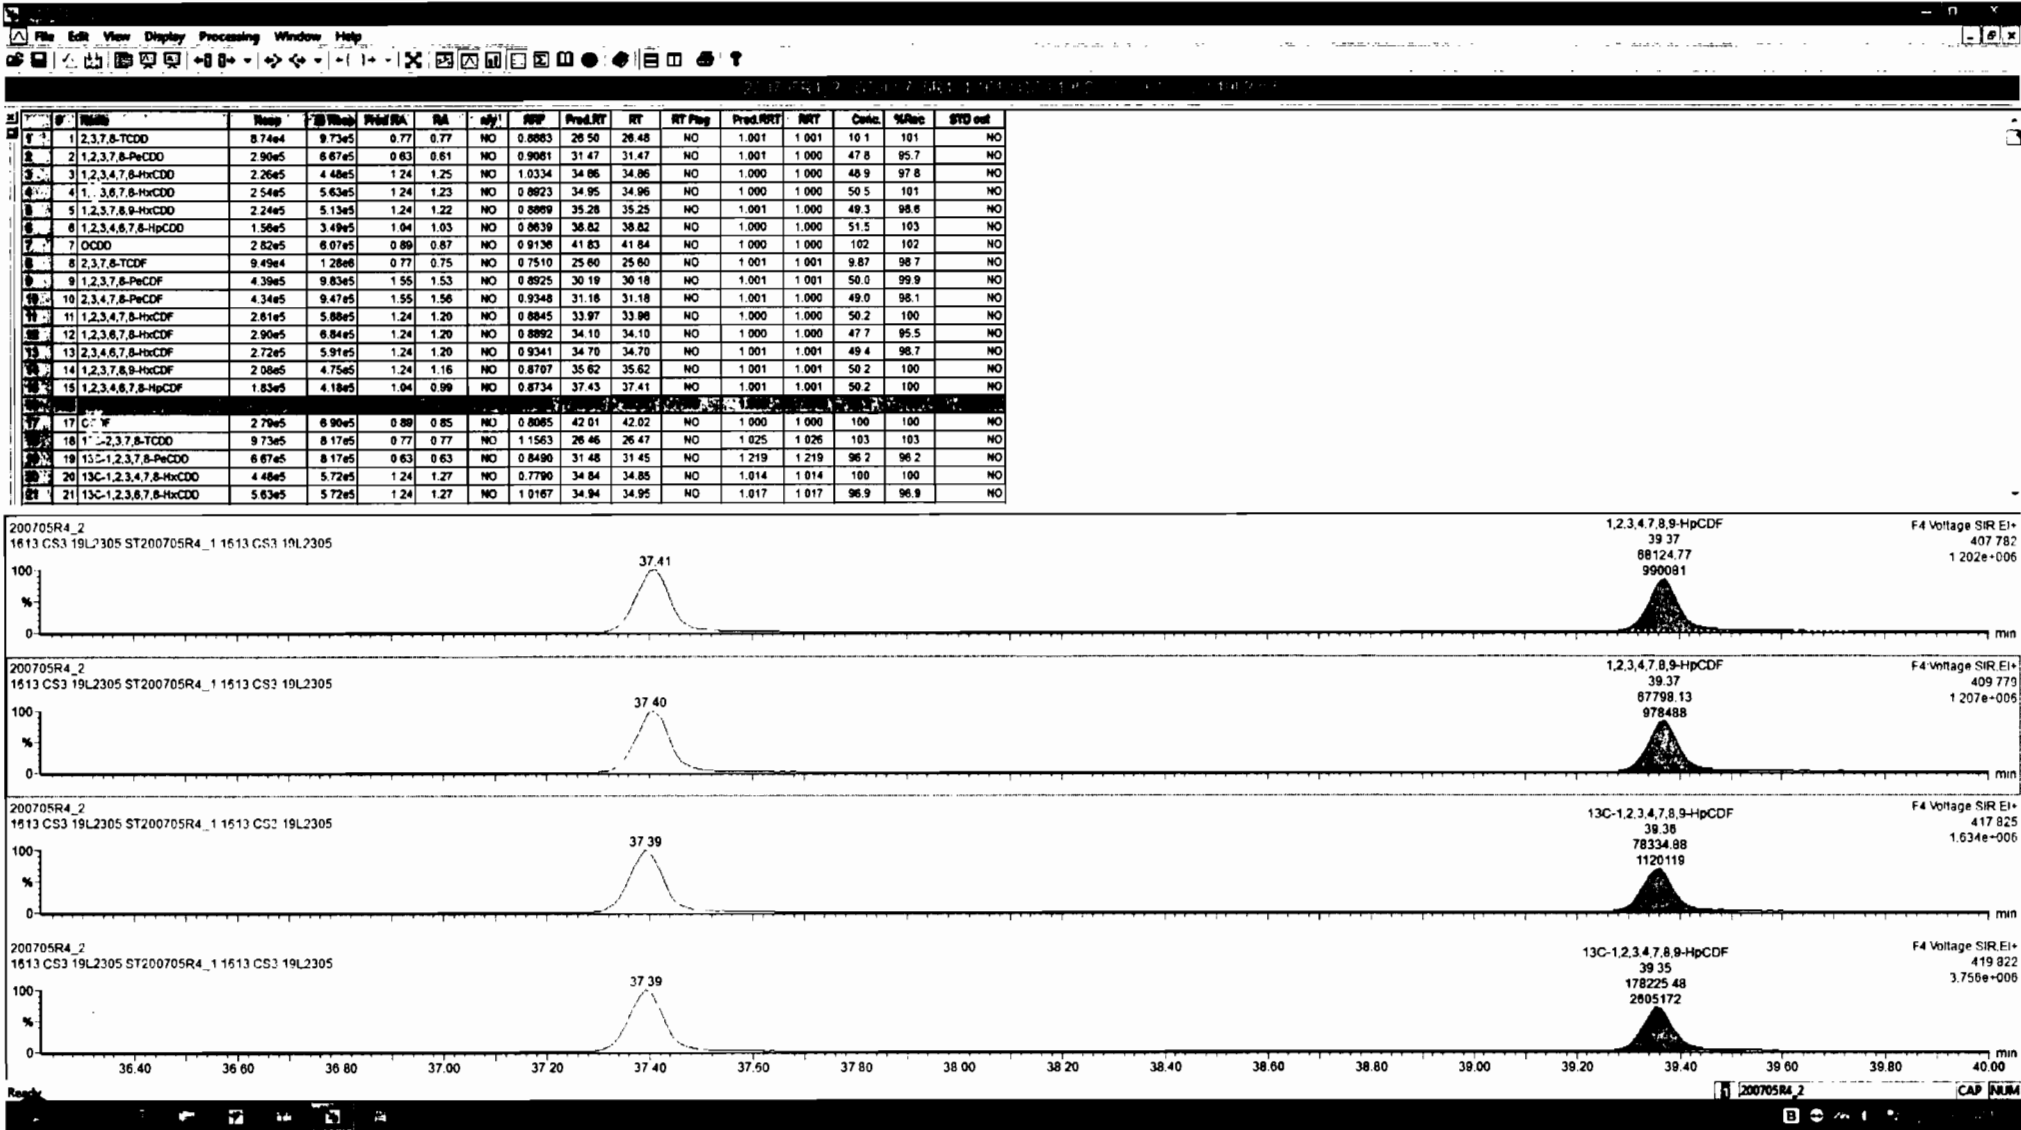 File Edit View Display Processing Window Help
# Name Resp IS Resp Pred.RA RA n/y RRF Pred.RT RT RT Flag Pred.RRT RRT Conc. %Rec STD out
1 1 2,3,7,8-TCDD 8.74e4 9.73e5 0.77 0.77 NO 0.8883 26.50 26.48 NO 1.001 1.001 10.1 101 NO
2 2 1,2,3,7,8-PeCDD 2.90e5 6.67e5 0.63 0.61 NO 0.9081 31.47 31.47 NO 1.001 1.000 47.8 95.7 NO
3 3 1,2,3,4,7,8-HxCDD 2.26e5 4.48e5 1.24 1.25 NO 1.0334 34.86 34.86 NO 1.000 1.000 48.9 97.8 NO
4 4 3,6,7,8-HxCDD 2.54e5 5.63e5 1.24 1.23 NO 0.8923 34.95 34.96 NO 1.000 1.000 50.5 101 NO
5 5 1,2,3,7,8,9-HxCDD 2.24e5 5.13e5 1.24 1.22 NO 0.8869 35.28 35.25 NO 1.001 1.000 49.3 98.6 NO
6 6 1,2,3,4,6,7,8-HpCDD 1.56e5 3.49e5 1.04 1.03 NO 0.8639 38.82 38.82 NO 1.000 1.000 51.5 103 NO
7 7 OCDD 2.82e5 6.07e5 0.89 0.87 NO 0.9136 41.83 41.84 NO 1.000 1.000 102 102 NO
8 8 2,3,7,8-TCDF 9.49e4 1.28e6 0.77 0.75 NO 0.7510 25.60 25.60 NO 1.001 1.001 9.87 98.7 NO
9 9 1,2,3,7,8-PeCDF 4.39e5 9.83e5 1.55 1.53 NO 0.8925 30.19 30.18 NO 1.001 1.001 50.0 99.9 NO
10 10 2,3,4,7,8-PeCDF 4.34e5 9.47e5 1.55 1.56 NO 0.9348 31.16 31.18 NO 1.001 1.000 49.0 98.1 NO
11 11 1,2,3,4,7,8-HxCDF 2.61e5 5.88e5 1.24 1.20 NO 0.8845 33.97 33.98 NO 1.000 1.000 50.2 100 NO
12 12 1,2,3,6,7,8-HxCDF 2.90e5 6.84e5 1.24 1.20 NO 0.8892 34.10 34.10 NO 1.000 1.000 47.7 95.5 NO
13 13 2,3,4,6,7,8-HxCDF 2.72e5 5.91e5 1.24 1.20 NO 0.9341 34.70 34.70 NO 1.001 1.001 49.4 98.7 NO
14 14 1,2,3,7,8,9-HxCDF 2.08e5 4.75e5 1.24 1.16 NO 0.8707 35.62 35.62 NO 1.001 1.000 50.2 100 NO
15 15 1,2,3,4,6,7,8-HpCDF 1.83e5 4.18e5 1.04 0.99 NO 0.8734 37.43 37.41 NO 1.001 1.001 50.2 100 NO
17 17 2.79e5 6.90e5 0.89 0.85 NO 0.8085 42.01 42.02 NO 1.000 1.000 100 100 NO
18 18 2,3,7,8-TCDD 9.73e5 8.17e5 0.77 0.77 NO 1.1563 26.46 26.47 NO 1.025 1.026 103 103 NO
19 19 13C-1,2,3,7,8-PeCDD 6.67e5 8.17e5 0.63 0.63 NO 0.8490 31.48 31.45 NO 1.219 1.219 96.2 96.2 NO
20 20 13C-1,2,3,4,7,8-HxCDD 4.48e5 5.72e5 1.24 1.27 NO 0.7790 34.84 34.85 NO 1.014 1.014 100 100 NO
21 21 13C-1,2,3,6,7,8-HxCDD 5.63e5 5.72e5 1.24 1.27 NO 1.0167 34.94 34.95 NO 1.017 1.017 96.9 96.9 NO
200705R4_2 1,2,3,4,7,8,9-HpCDF F4:Voltage SIR,EI+
1613 CS3 19L2305 ST200705R4_1 1613 CS3 19L2305 39.37 407.782
68124.77 1.202e+006
100 37.41 990081
%
0 min
200705R4_2 1,2,3,4,7,8,9-HpCDF F4:Voltage SIR,EI+
1613 CS3 19L2305 ST200705R4_1 1613 CS3 19L2305 39.37 409.779
67798.13 1.207e+006
100 37.40 978488
%
0 min
200705R4_2 F4:Voltage SIR,EI+
1613 CS3 19L2305 ST200705R4_1 1613 CS3 19L2305 13C-1,2,3,4,7,8,9-HpCDF 417.825
39.36 1.634e+006
37.39 78334.88
100 1120119
%
0 min
200705R4_2 13C-1,2,3,4,7,8,9-HpCDF F4:Voltage SIR,EI+
1613 CS3 19L2305 ST200705R4_1 1613 CS3 19L2305 39.35 419.822
178225.48 3.756e+006
100 37.39 2605172
%
0 min
36.40 36.60 36.80 37.00 37.20 37.40 37.60 37.80 38.00 38.20 38.40 38.60 38.80 39.00 39.20 39.40 39.60 39.80 40.00
Ready 200705R4_2 CAP NUM